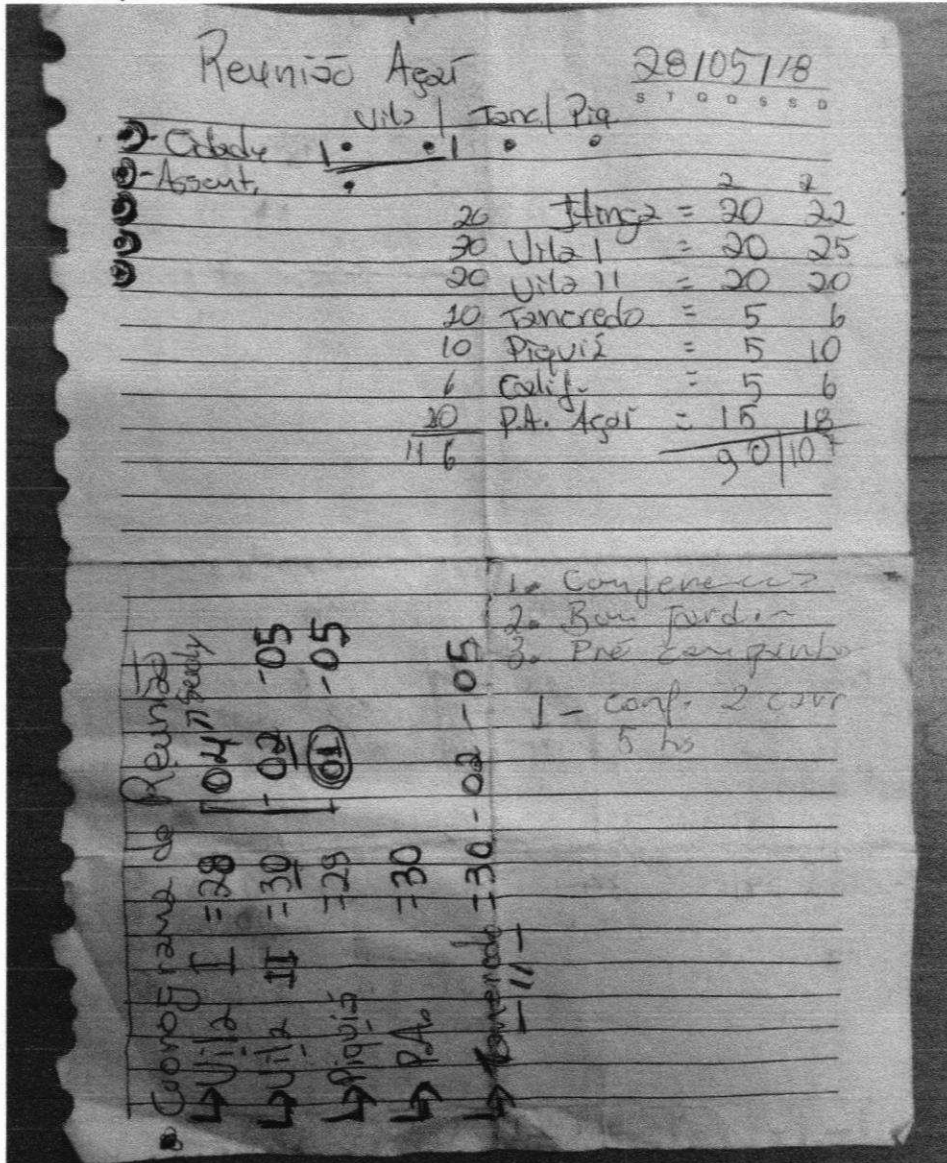 Reunião Açaí
28/05/18
S T Q Q S S D
Vila | Tanc | Piq.
- Cidade
- Assent.
2 2
20 Itinga = 20 22
30 Vila I = 20 25
20 Vila II = 20 20
10 Tancredo = 5 6
10 Piquiá = 5 10
6 Calif. = 5 6
20 P.A. Açaí = 15 18
116 90 | 107
1. Conferencia
2. Bom Jardim
3. Pré
1 - conf. 2
5 hs
• Cronograma de Reunião
↳ Vila I = 28 04
↳ Vila II = 30 - 02 - 05
↳ Piquiá = 29 01 - 05
↳ P.A. = 30
↳ Tancredo = 30 - 02 - 05
- 11 -